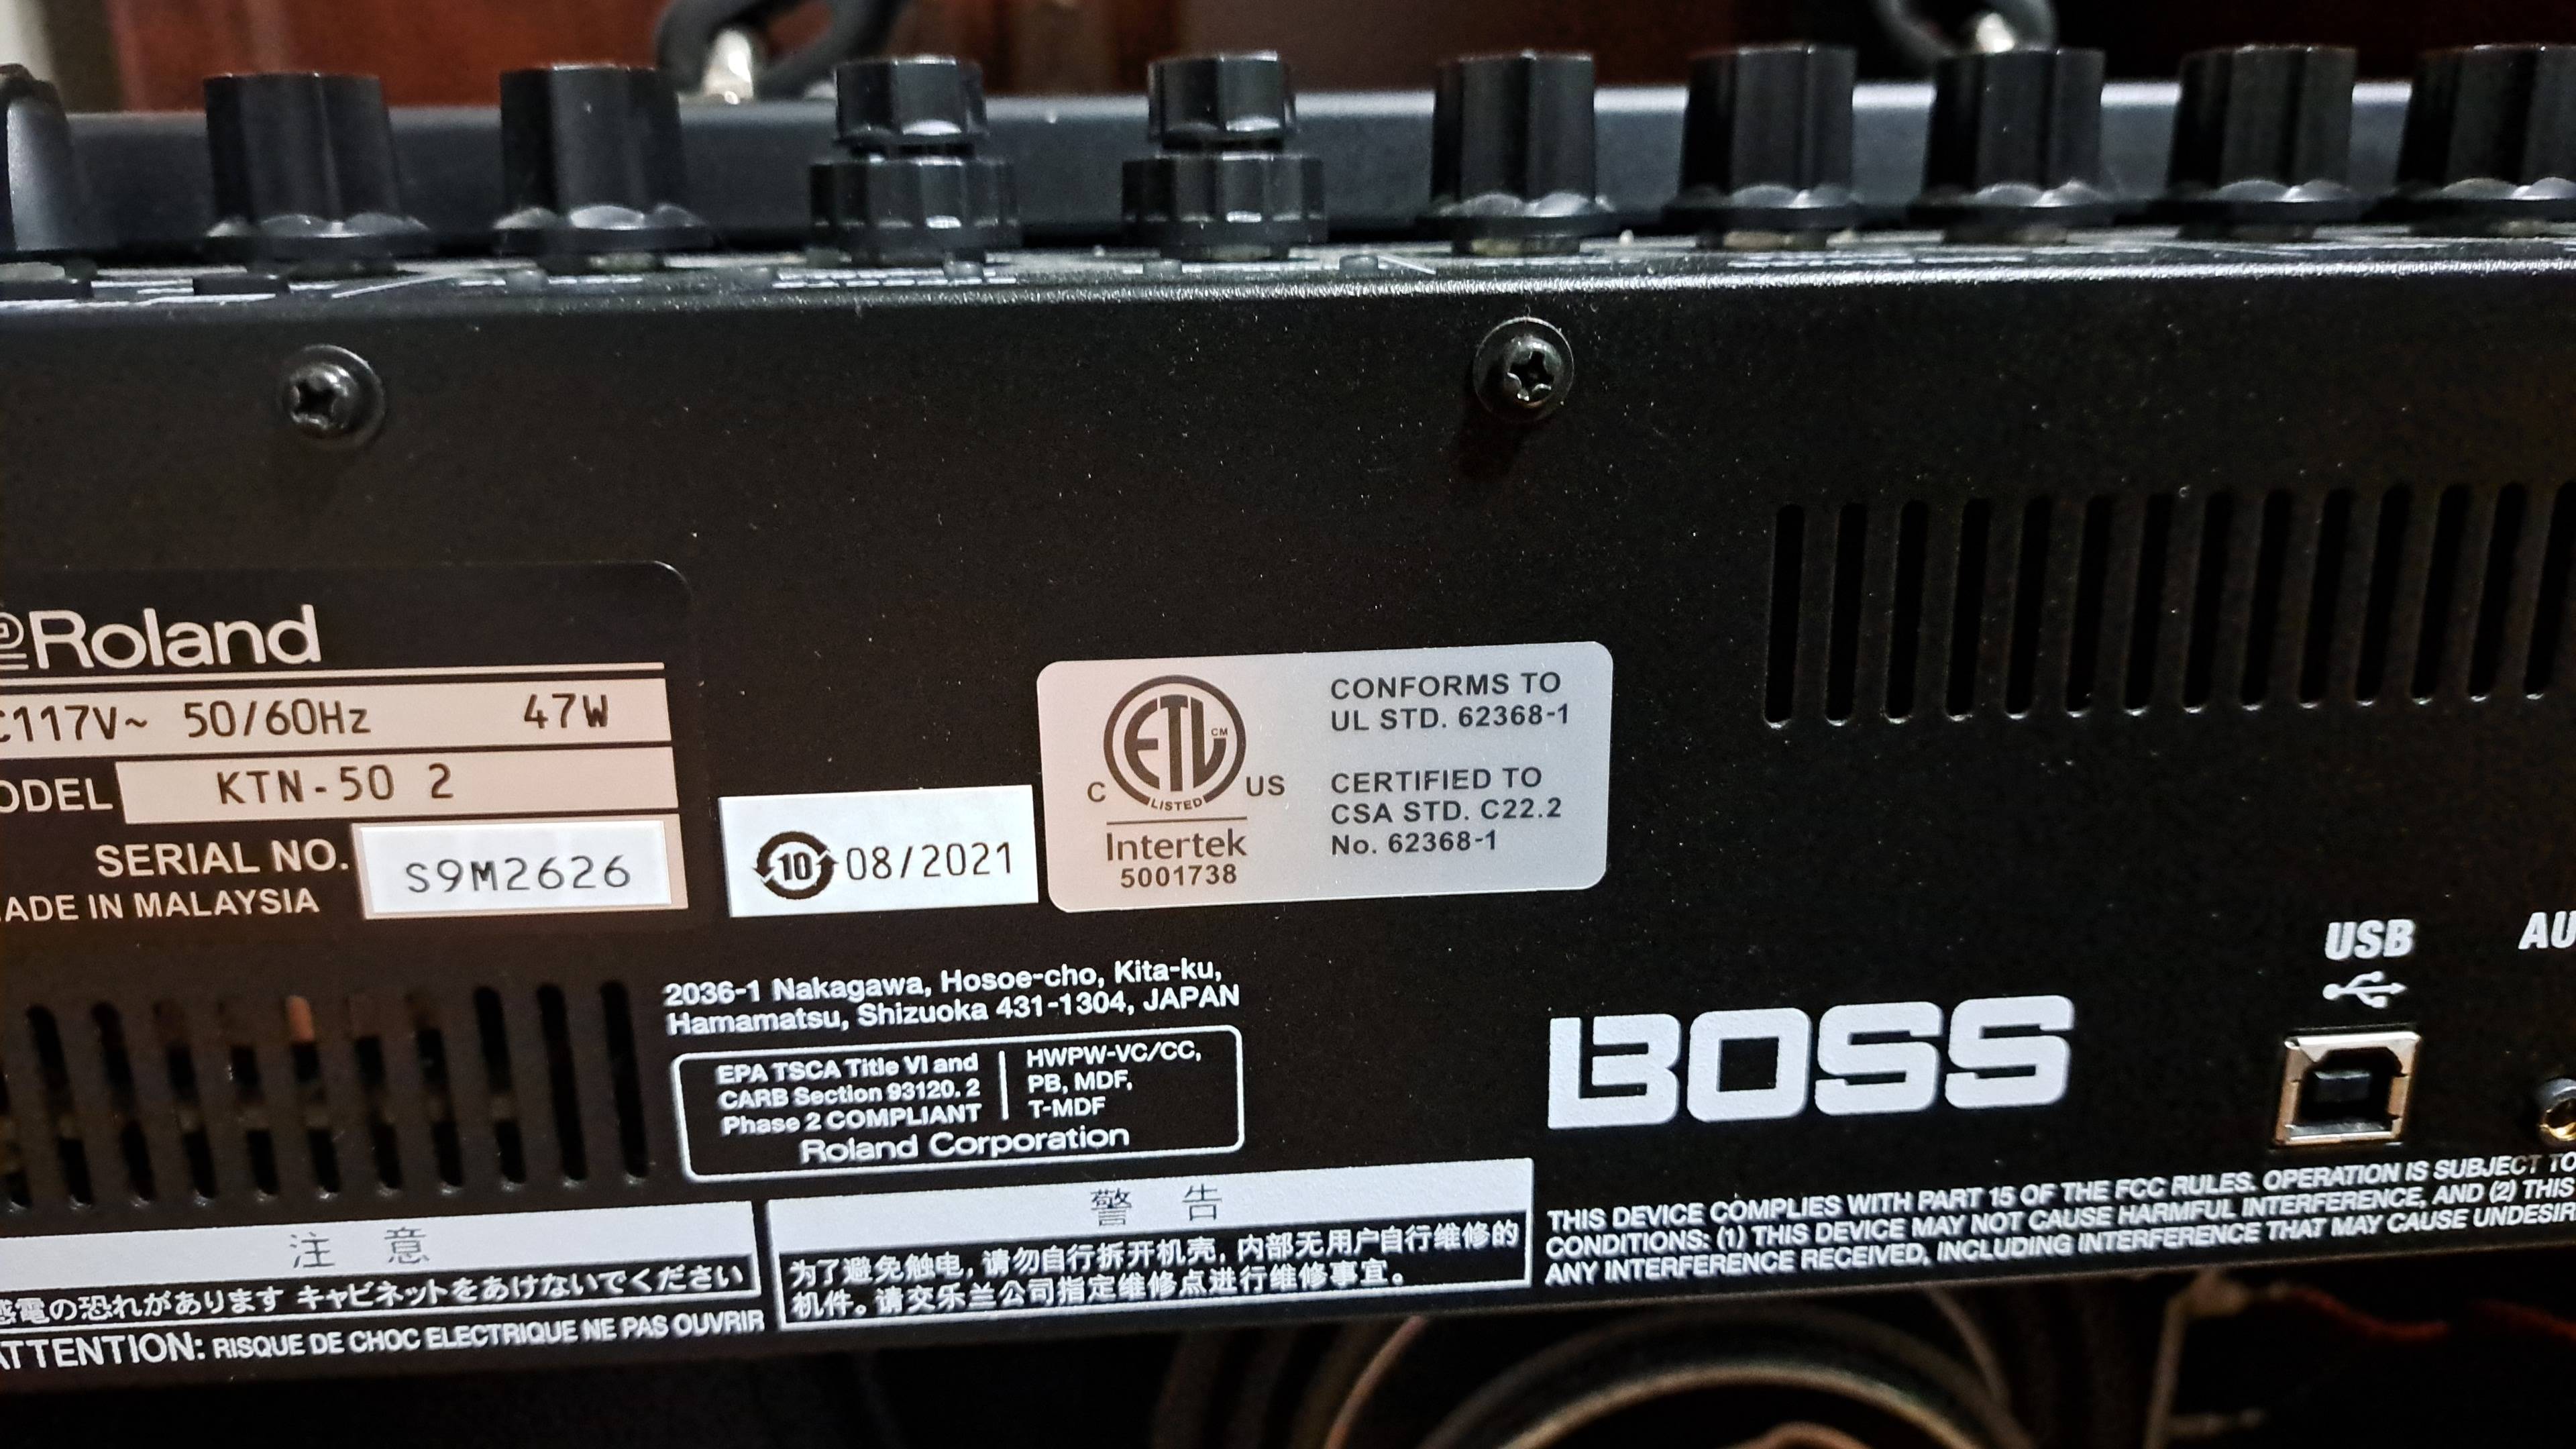 Roland
C117V~ 50/60Hz 47W
ODEL KTN-50 2
SERIAL NO. S9M2626
ADE IN MALAYSIA
10 08/2021
ETL CM
C LISTED US
Intertek
5001738
CONFORMS TO
UL STD. 62368-1
CERTIFIED TO
CSA STD. C22.2
No. 62368-1
2036-1 Nakagawa, Hosoe-cho, Kita-ku,
Hamamatsu, Shizuoka 431-1304, JAPAN
EPA TSCA Title VI and
CARB Section 93120. 2
Phase 2 COMPLIANT
HWPW-VC/CC,
PB, MDF,
T-MDF
Roland Corporation
BOSS
USB
AU
注 意
感電の恐れがあります キャビネットをあけないでください
ATTENTION: RISQUE DE CHOC ELECTRIQUE NE PAS OUVRIR
警 告
为了避免触电，请勿自行拆开机壳，内部无用户自行维修的
机件。请交乐兰公司指定维修点进行维修事宜。
THIS DEVICE COMPLIES WITH PART 15 OF THE FCC RULES. OPERATION IS SUBJECT TO
CONDITIONS: (1) THIS DEVICE MAY NOT CAUSE HARMFUL INTERFERENCE, AND (2) THIS
ANY INTERFERENCE RECEIVED, INCLUDING INTERFERENCE THAT MAY CAUSE UNDESIR